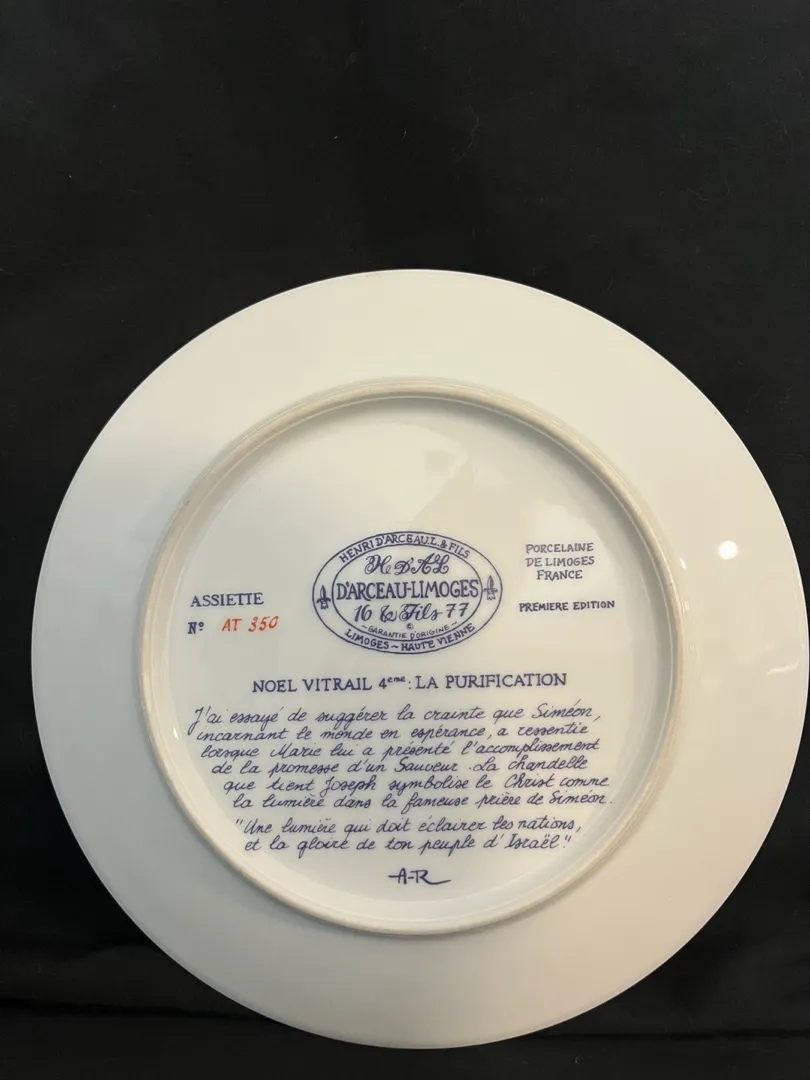 HENRI D'ARCEAU.L. & FILS
H D'A L
D'ARCEAU-LIMOGES
16 & Fils 77
©
~GARANTIE D'ORIGINE~
LIMOGES ~ HAUTE VIENNE
PORCELAINE
DE LIMOGES
FRANCE
PREMIERE EDITION
ASSIETTE
Nº AT 350
NOEL VITRAIL 4eme: LA PURIFICATION
J'ai essayé de suggérer la crainte que Siméon,
incarnant le monde en espérance, a ressentie
lorsque Marie lui a présenté l'accomplissement
de la promesse d'un Sauveur. La chandelle
que tient Joseph symbolise le Christ comme
la lumière dans la fameuse prière de Siméon.
"Une lumière qui doit éclairer les nations,
et la gloire de ton peuple d'Israël."
A-R